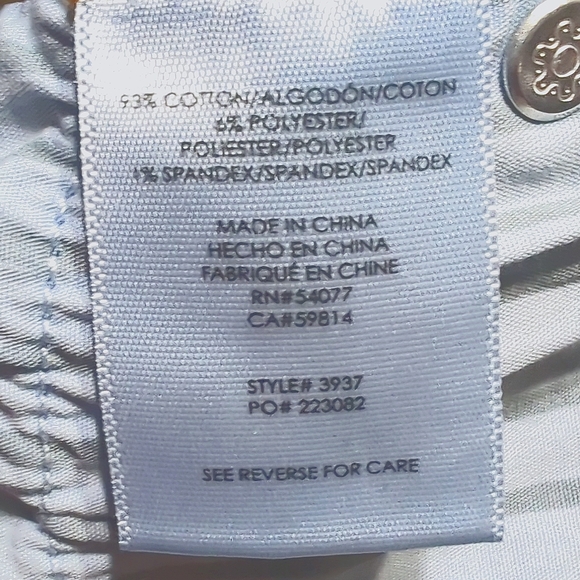 93% COTTON/ALGODÓN/COTON
6% POLYESTER/
POLIESTER/POLYESTER
1% SPANDEX/SPANDEX/SPANDEX
MADE IN CHINA
HECHO EN CHINA
FABRIQUÉ EN CHINE
RN#54077
CA#59814
STYLE# 3937
PO# 223082
SEE REVERSE FOR CARE